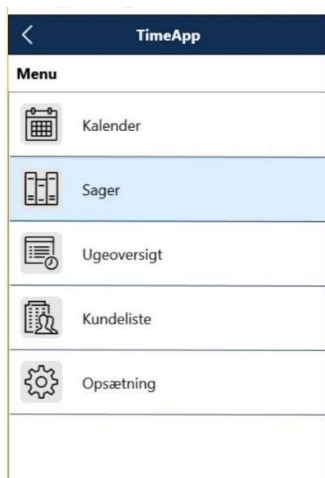 TimeApp
Menu
Kalender
Sager
Ugeoversigt
Kundeliste
Opsætning